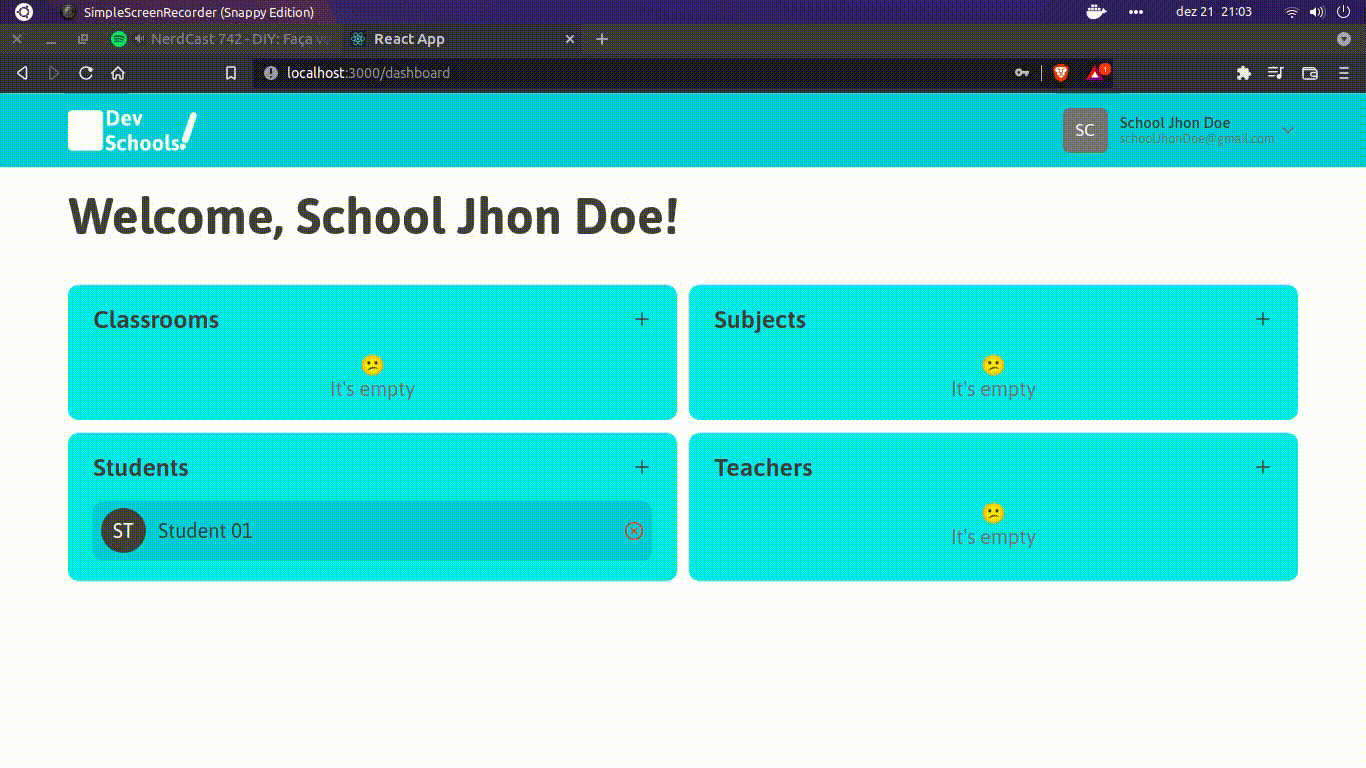 SimpleScreenRecorder (Snappy Edition)
dez 21 21:03
NerdCast 742 - DIY: Faça vo
React App
localhost:3000/dashboard
1
Dev
Schools!
SC
School Jhon Doe
schoolJhonDoe@gmail.com
Welcome, School Jhon Doe!
Classrooms
Subjects
It's empty
It's empty
Students
Teachers
ST
Student 01
It's empty